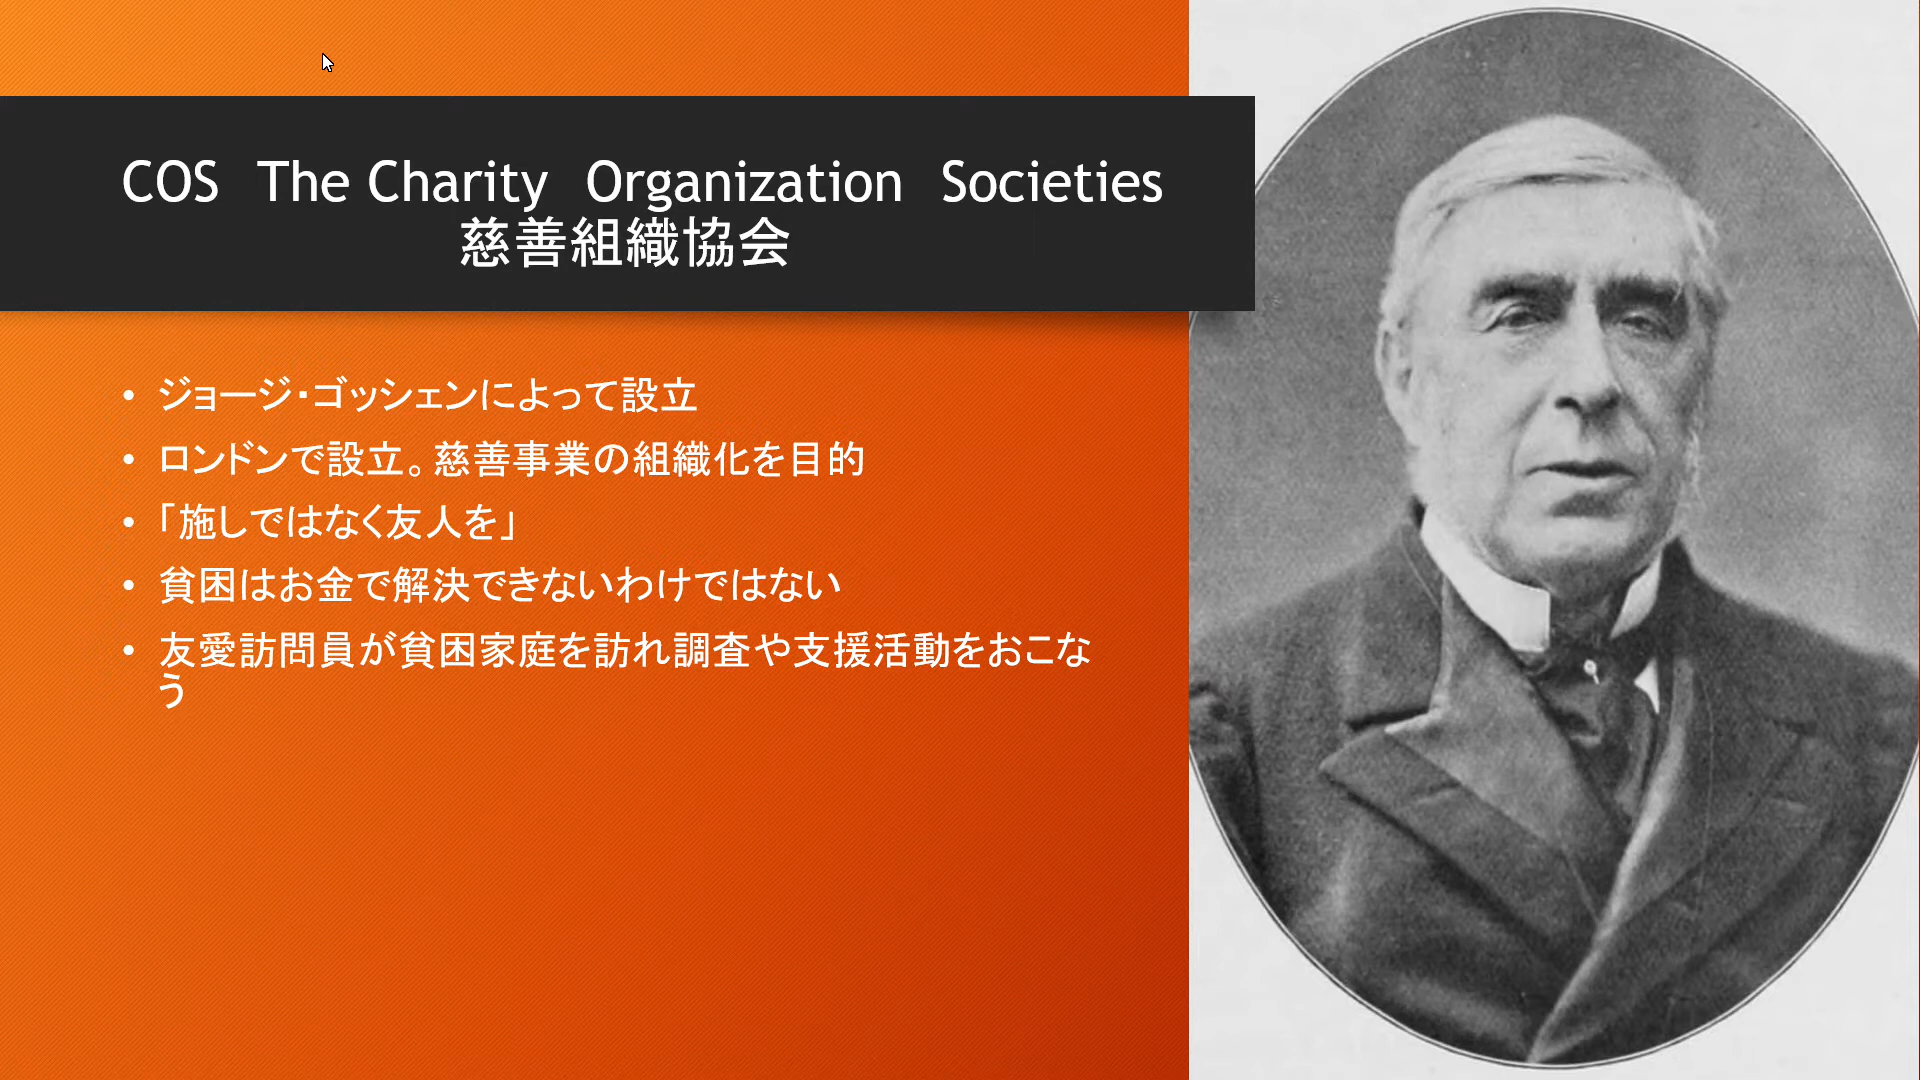 COS The Charity Organization Societies
慈善組織協会
• ジョージ・ゴッシェンによって設立
• ロンドンで設立。慈善事業の組織化を目的
• 「施しではなく友人を」
• 貧困はお金で解決できないわけではない
• 友愛訪問員が貧困家庭を訪れ調査や支援活動をおこな
う